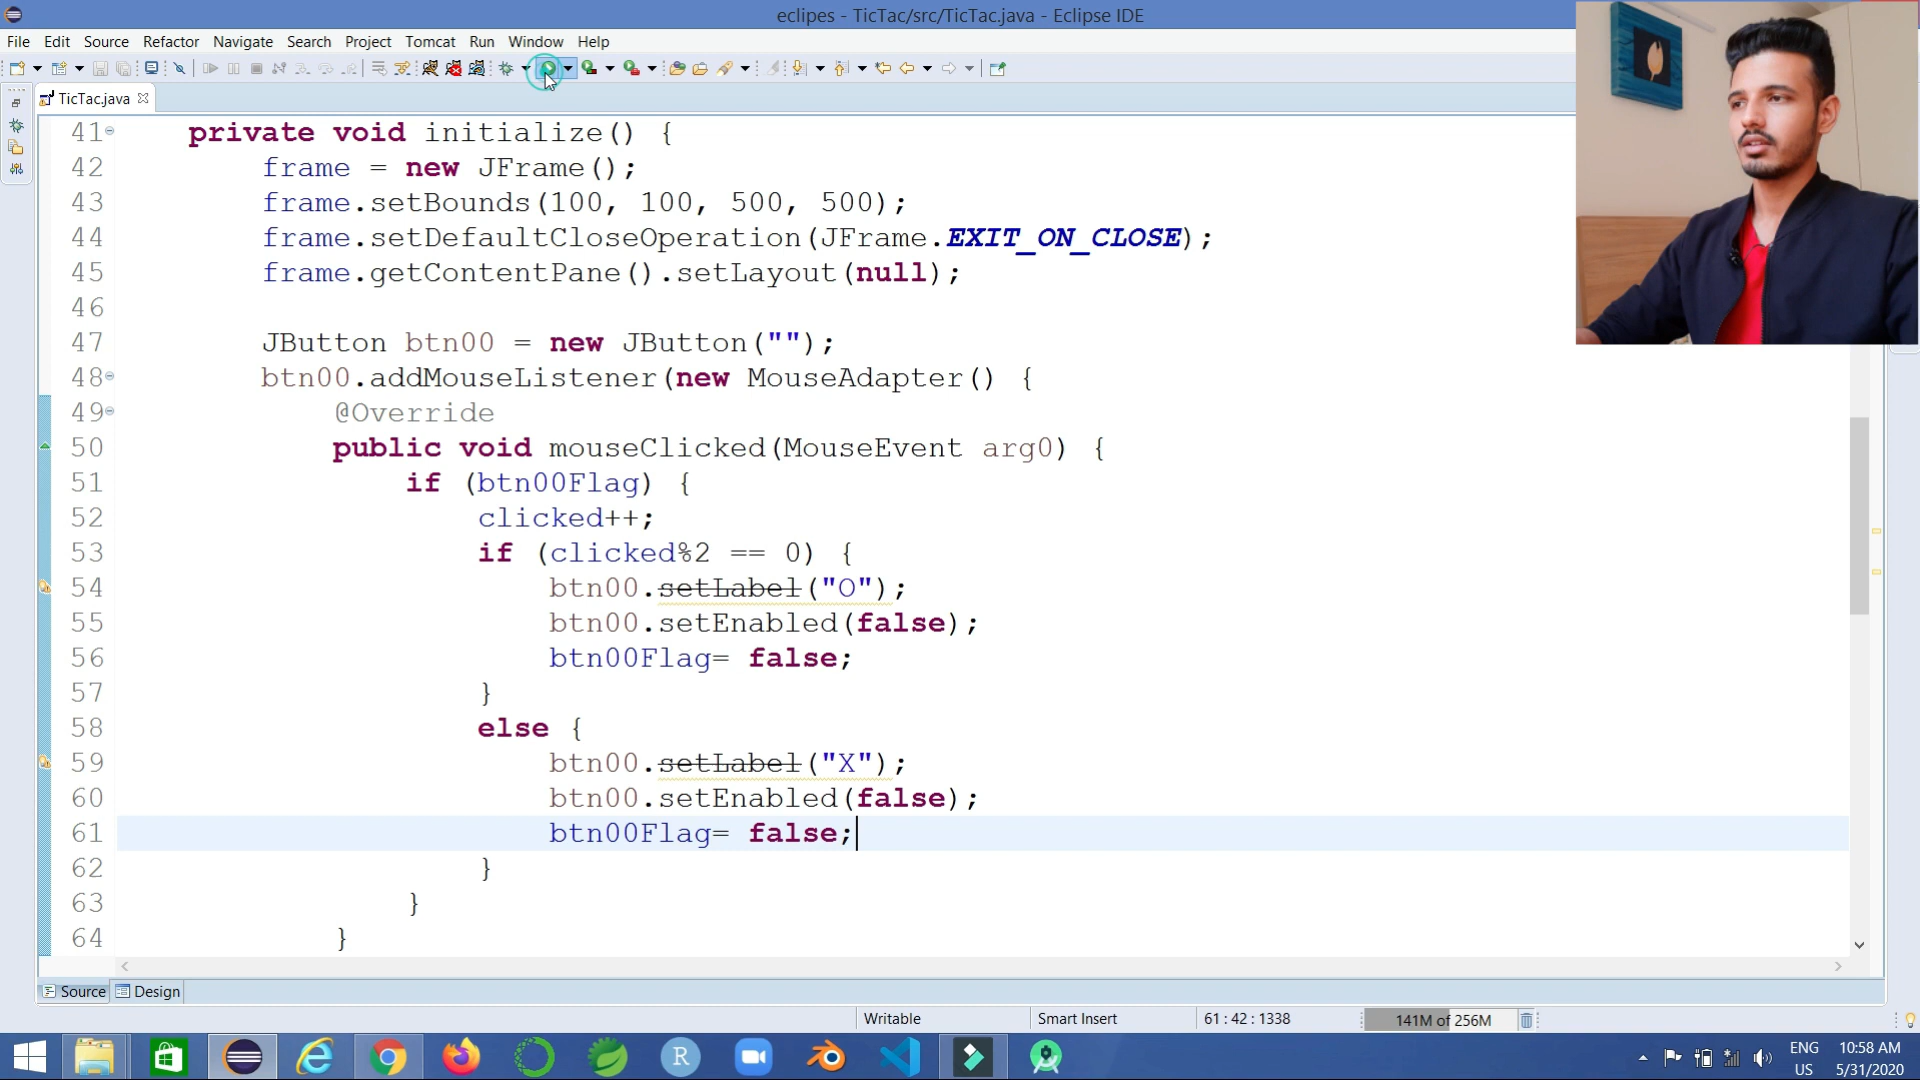 eclipes - TicTac/src/TicTac.java - Eclipse IDE
File Edit Source Refactor Navigate Search Project Tomcat Run Window Help
TicTac.java
41 private void initialize() {
42 frame = new JFrame();
43 frame.setBounds(100, 100, 500, 500);
44 frame.setDefaultCloseOperation(JFrame.EXIT_ON_CLOSE);
45 frame.getContentPane().setLayout(null);
46
47 JButton btn00 = new JButton("");
48 btn00.addMouseListener(new MouseAdapter() {
49 @Override
50 public void mouseClicked(MouseEvent arg0) {
51 if (btn00Flag) {
52 clicked++;
53 if (clicked%2 == 0) {
54 btn00.setLabel("O");
55 btn00.setEnabled(false);
56 btn00Flag= false;
57 }
58 else {
59 btn00.setLabel("X");
60 btn00.setEnabled(false);
61 btn00Flag= false;
62 }
63 }
64 }
Source Design
Writable Smart Insert 61 : 42 : 1338 141M of 256M
R
ENG 10:58 AM
US 5/31/2020